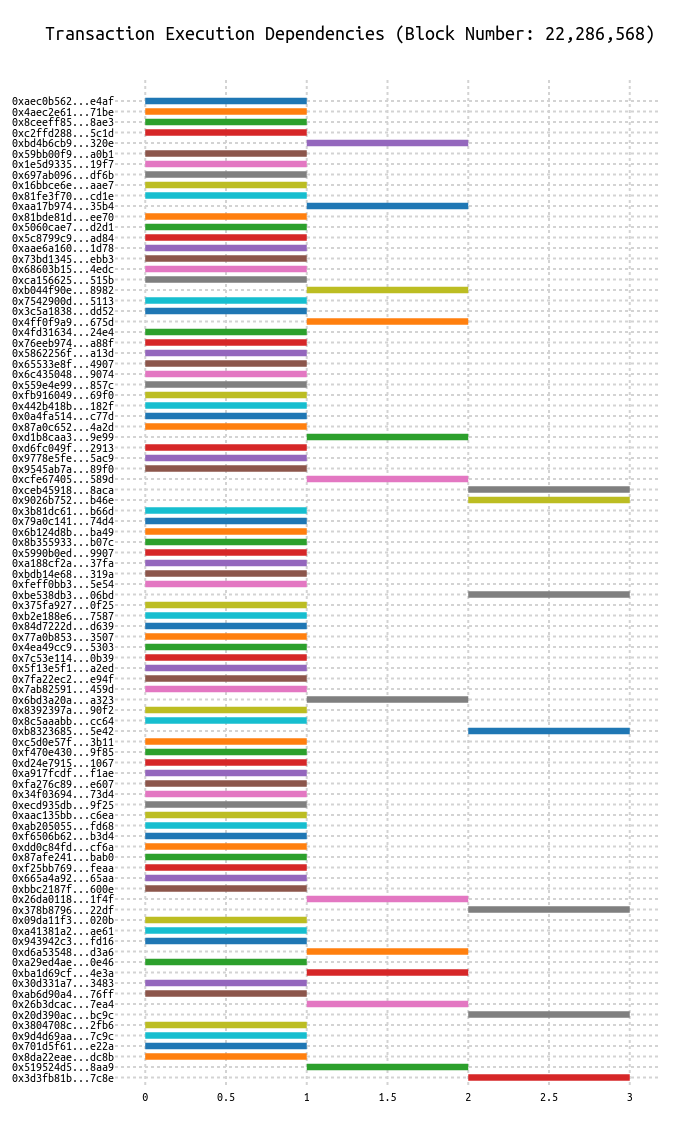 Transaction Execution Dependencies (Block Number: 22,286,568)
0xaec0b562...e4af
0x4aec2e61...71be
0x8ceeff85...8ae3
0xc2ffd288...5c1d
0xbd4b6cb9...320e
0x59bb00f9...a0b1
0x1e5d9335...19f7
0x697ab096...df6b
0x16bbce6e...aae7
0x81fe3f70...cd1e
0xaa17b974...35b4
0x81bde81d...ee70
0x5060cae7...d2d1
0x5c8799c9...ad84
0xaae6a160...1d78
0x73bd1345...ebb3
0x68603b15...4edc
0xca156625...515b
0xb044f90e...8982
0x7542900d...5113
0x3c5a1838...dd52
0x4ff0f9a9...675d
0x4fd31634...24e4
0x76eeb974...a88f
0x5862256f...a13d
0x65533e8f...4907
0x6c435048...9074
0x559e4e99...857c
0xfb916049...69f0
0x442b418b...182f
0x0a4fa514...c77d
0x87a0c652...4a2d
0xd1b8caa3...9e99
0xd6fc049f...2913
0x9778e5fe...5ac9
0x9545ab7a...89f0
0xcfe67405...589d
0xceb45918...8aca
0x9026b752...b46e
0x3b81dc61...b66d
0x79a0c141...74d4
0x6b124d8b...ba49
0x8b355933...b07c
0x5990b0ed...9907
0xa188cf2a...37fa
0xbdb14e68...319a
0xfeff0bb3...5e54
0xbe538db3...06bd
0x375fa927...0f25
0xb2e188e6...7587
0x84d7222d...d639
0x77a0b853...3507
0x4ea49cc9...5303
0x7c53e114...0b39
0x5f13e5f1...a2ed
0x7fa22ec2...e94f
0x7ab82591...459d
0x6bd3a20a...a323
0x8392397a...90f2
0x8c5aaabb...cc64
0xb8323685...5e42
0xc5d0e57f...3b11
0xf470e430...9f85
0xd24e7915...1067
0xa917fcdf...f1ae
0xfa276c89...e607
0x34f03694...73d4
0xecd935db...9f25
0xaac135bb...c6ea
0xab205055...fd68
0xf6506b62...b3d4
0xdd0c84fd...cf6a
0x87afe241...bab0
0xf25bb769...feaa
0x665a4a92...65aa
0xbbc2187f...600e
0x26da0118...1f4f
0x378b8796...22df
0x09da11f3...020b
0xa41381a2...ae61
0x943942c3...fd16
0xd6a53548...d3a6
0xa29ed4ae...0e46
0xba1d69cf...4e3a
0x30d331a7...3483
0xab6d90a4...76ff
0x26b3dcac...7ea4
0x20d390ac...bc9c
0x3804708c...2fb6
0x9d4d69aa...7c9c
0x701d5f61...e22a
0x8da22eae...dc8b
0x519524d5...8aa9
0x3d3fb81b...7c8e
0 0.5 1 1.5 2 2.5 3